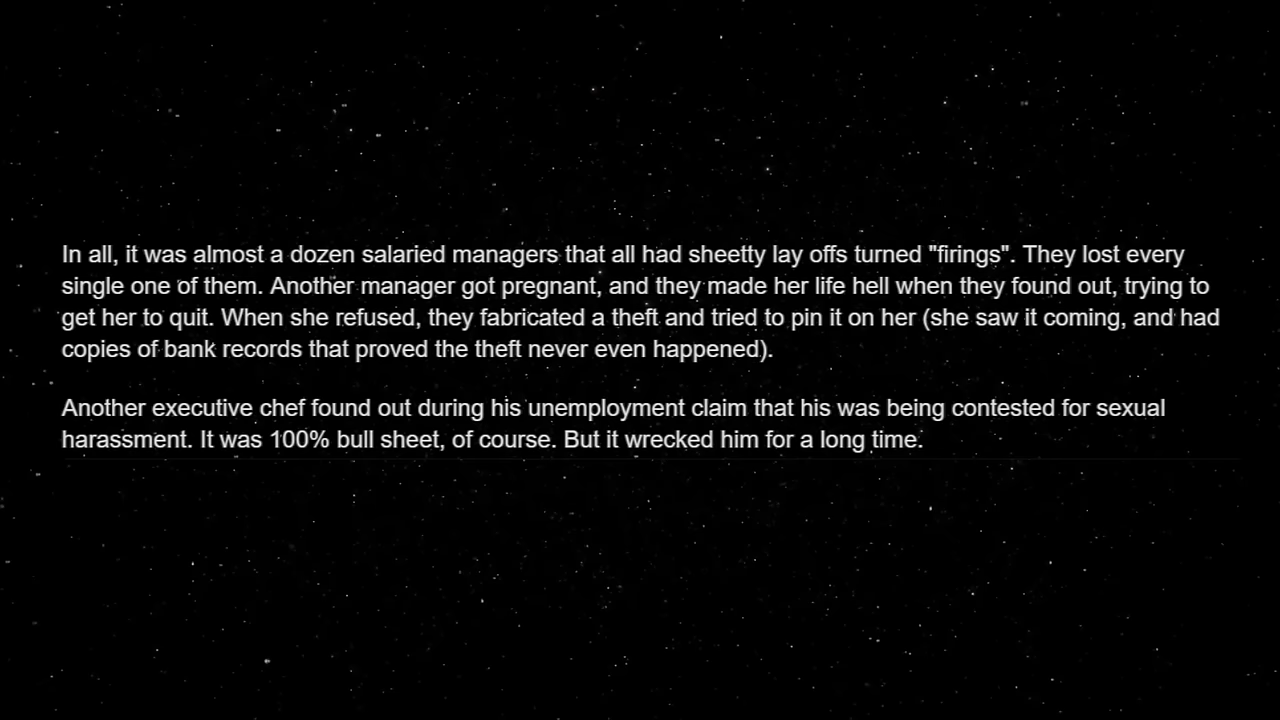 In all, it was almost a dozen salaried managers that all had sheetty lay offs turned "firings". They lost every
single one of them. Another manager got pregnant, and they made her life hell when they found out, trying to
get her to quit. When she refused, they fabricated a theft and tried to pin it on her (she saw it coming, and had
copies of bank records that proved the theft never even happened).
Another executive chef found out during his unemployment claim that his was being contested for sexual
harassment. It was 100% bull sheet, of course. But it wrecked him for a long time.